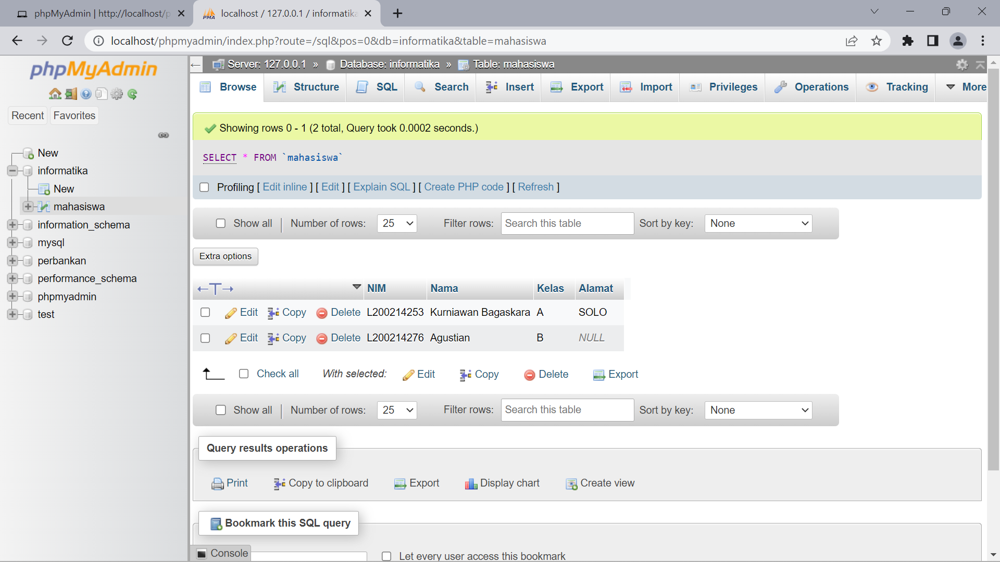 phpMyAdmin | http://localhost/p
localhost / 127.0.0.1 / informatika
localhost/phpmyadmin/index.php?route=/sql&pos=0&db=informatika&table=mahasiswa
phpMyAdmin
Recent Favorites
New
informatika
New
mahasiswa
information_schema
mysql
perbankan
performance_schema
phpmyadmin
test
Server: 127.0.0.1 » Database: informatika » Table: mahasiswa
Browse Structure SQL Search Insert Export Import Privileges Operations Tracking More
Showing rows 0 - 1 (2 total, Query took 0.0002 seconds.)
SELECT * FROM `mahasiswa`
Profiling [ Edit inline ] [ Edit ] [ Explain SQL ] [ Create PHP code ] [ Refresh ]
Show all | Number of rows: 25 Filter rows: Search this table Sort by key: None
Extra options
←T→ NIM Nama Kelas Alamat
Edit Copy Delete L200214253 Kurniawan Bagaskara A SOLO
Edit Copy Delete L200214276 Agustian B NULL
Check all With selected: Edit Copy Delete Export
Show all | Number of rows: 25 Filter rows: Search this table Sort by key: None
Query results operations
Print Copy to clipboard Export Display chart Create view
Bookmark this SQL query
Console
Let every user access this bookmark